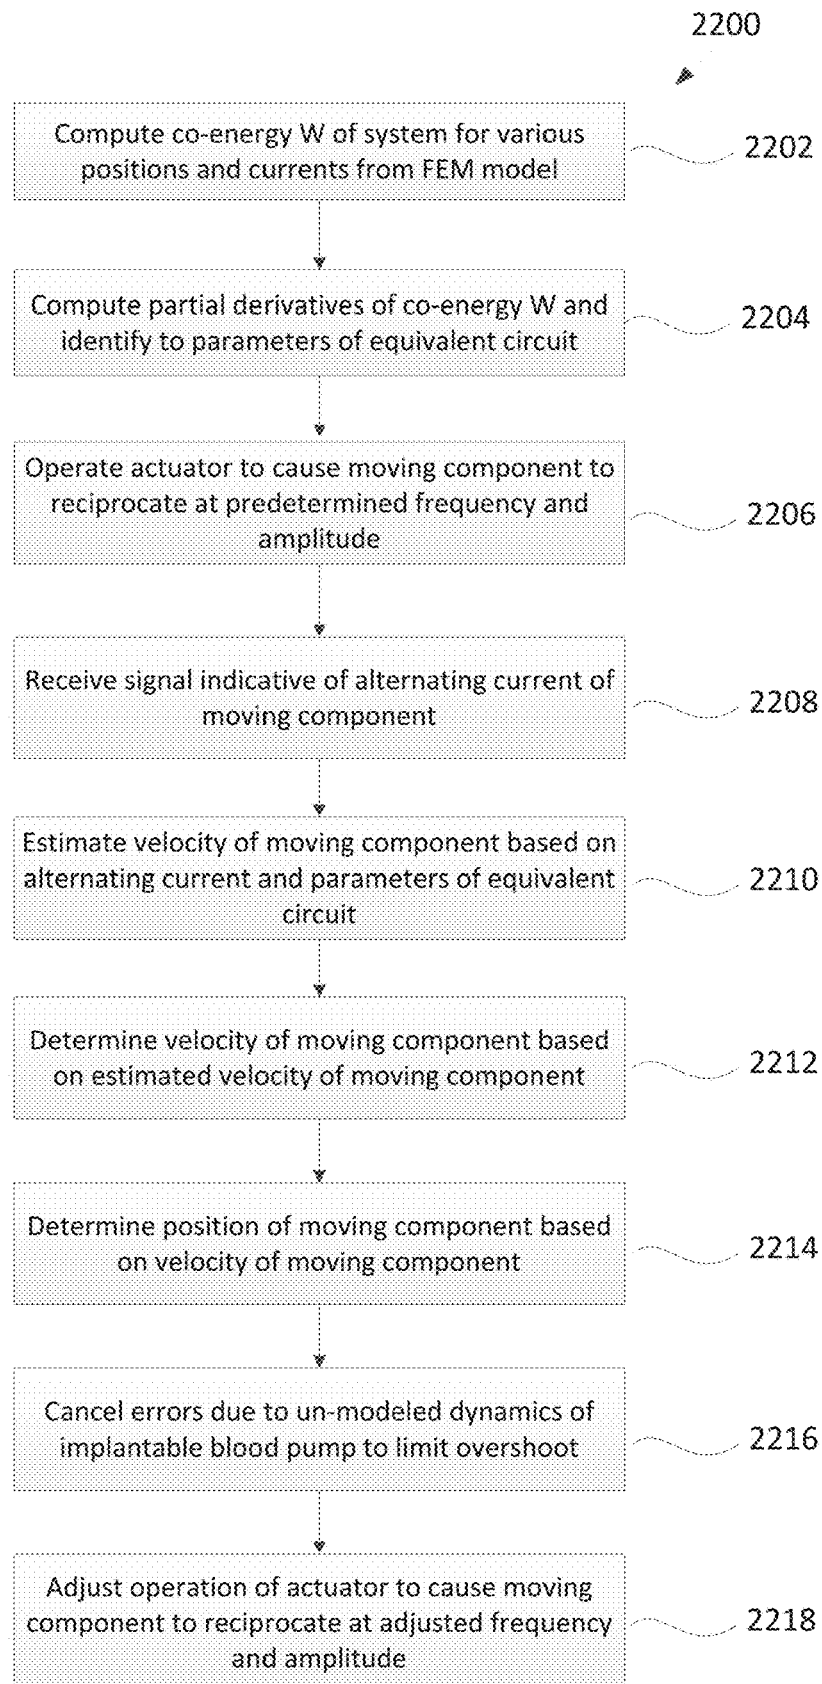 2200
Compute co-energy W of system for various
positions and currents from FEM model
2202
Compute partial derivatives of co-energy W and
identify to parameters of equivalent circuit
2204
Operate actuator to cause moving component to
reciprocate at predetermined frequency and
amplitude
2206
Receive signal indicative of alternating current of
moving component
2208
Estimate velocity of moving component based on
alternating current and parameters of equivalent
circuit
2210
Determine velocity of moving component based
on estimated velocity of moving component
2212
Determine position of moving component based
on velocity of moving component
2214
Cancel errors due to un-modeled dynamics of
implantable blood pump to limit overshoot
2216
Adjust operation of actuator to cause moving
component to reciprocate at adjusted frequency
and amplitude
2218